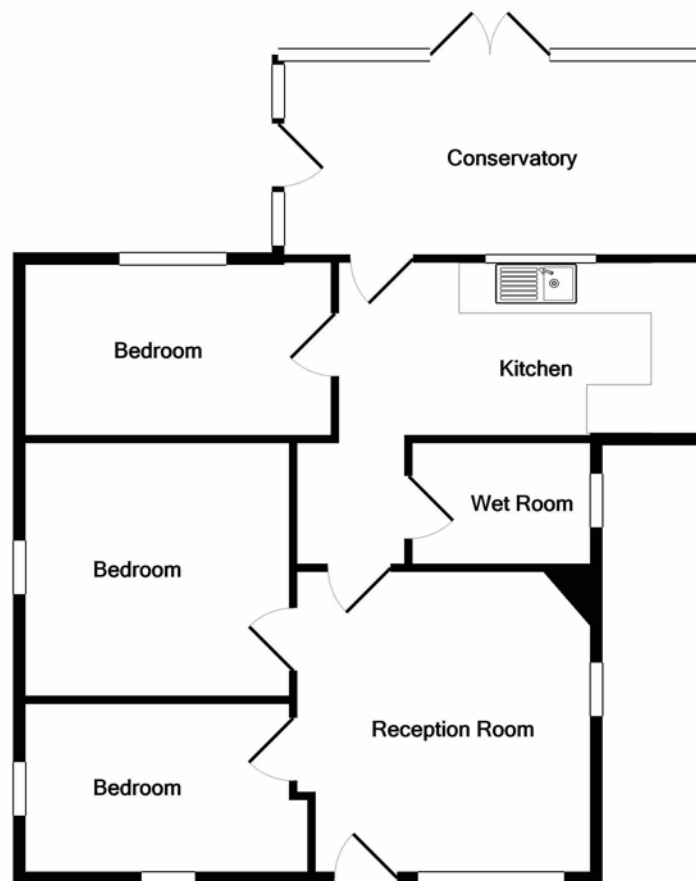 Conservatory
Bedroom
Kitchen
Wet Room
Bedroom
Reception Room
Bedroom